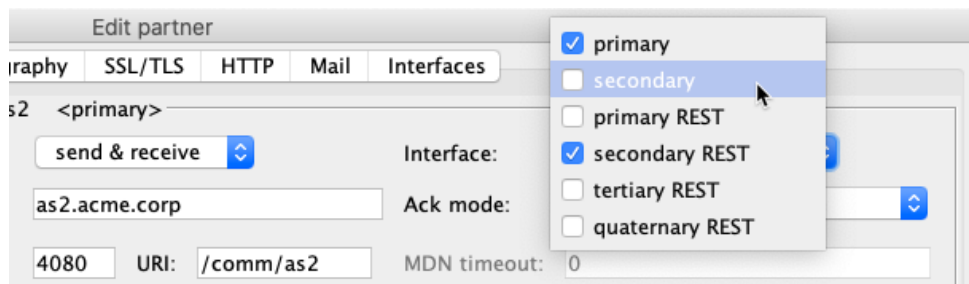 Edit partner
raphy SSL/TLS HTTP Mail Interfaces
s2 <primary>
send & receive Interface:
as2.acme.corp Ack mode:
4080 URI: /comm/as2 MDN timeout: 0
primary
secondary
primary REST
secondary REST
tertiary REST
quaternary REST